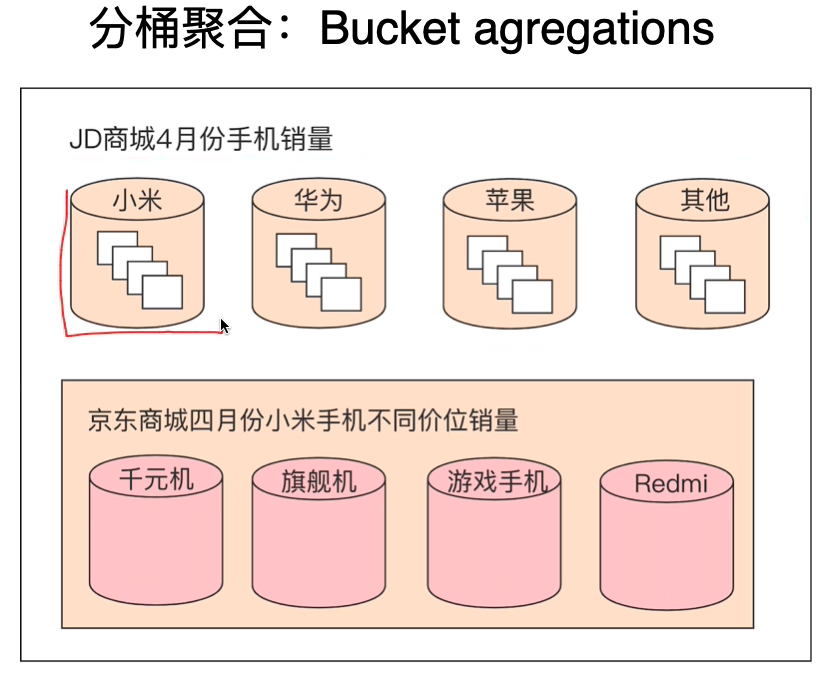 分桶聚合：Bucket agregations
JD商城4月份手机销量
小米
华为
苹果
其他
京东商城四月份小米手机不同价位销量
千元机
旗舰机
游戏手机
Redmi